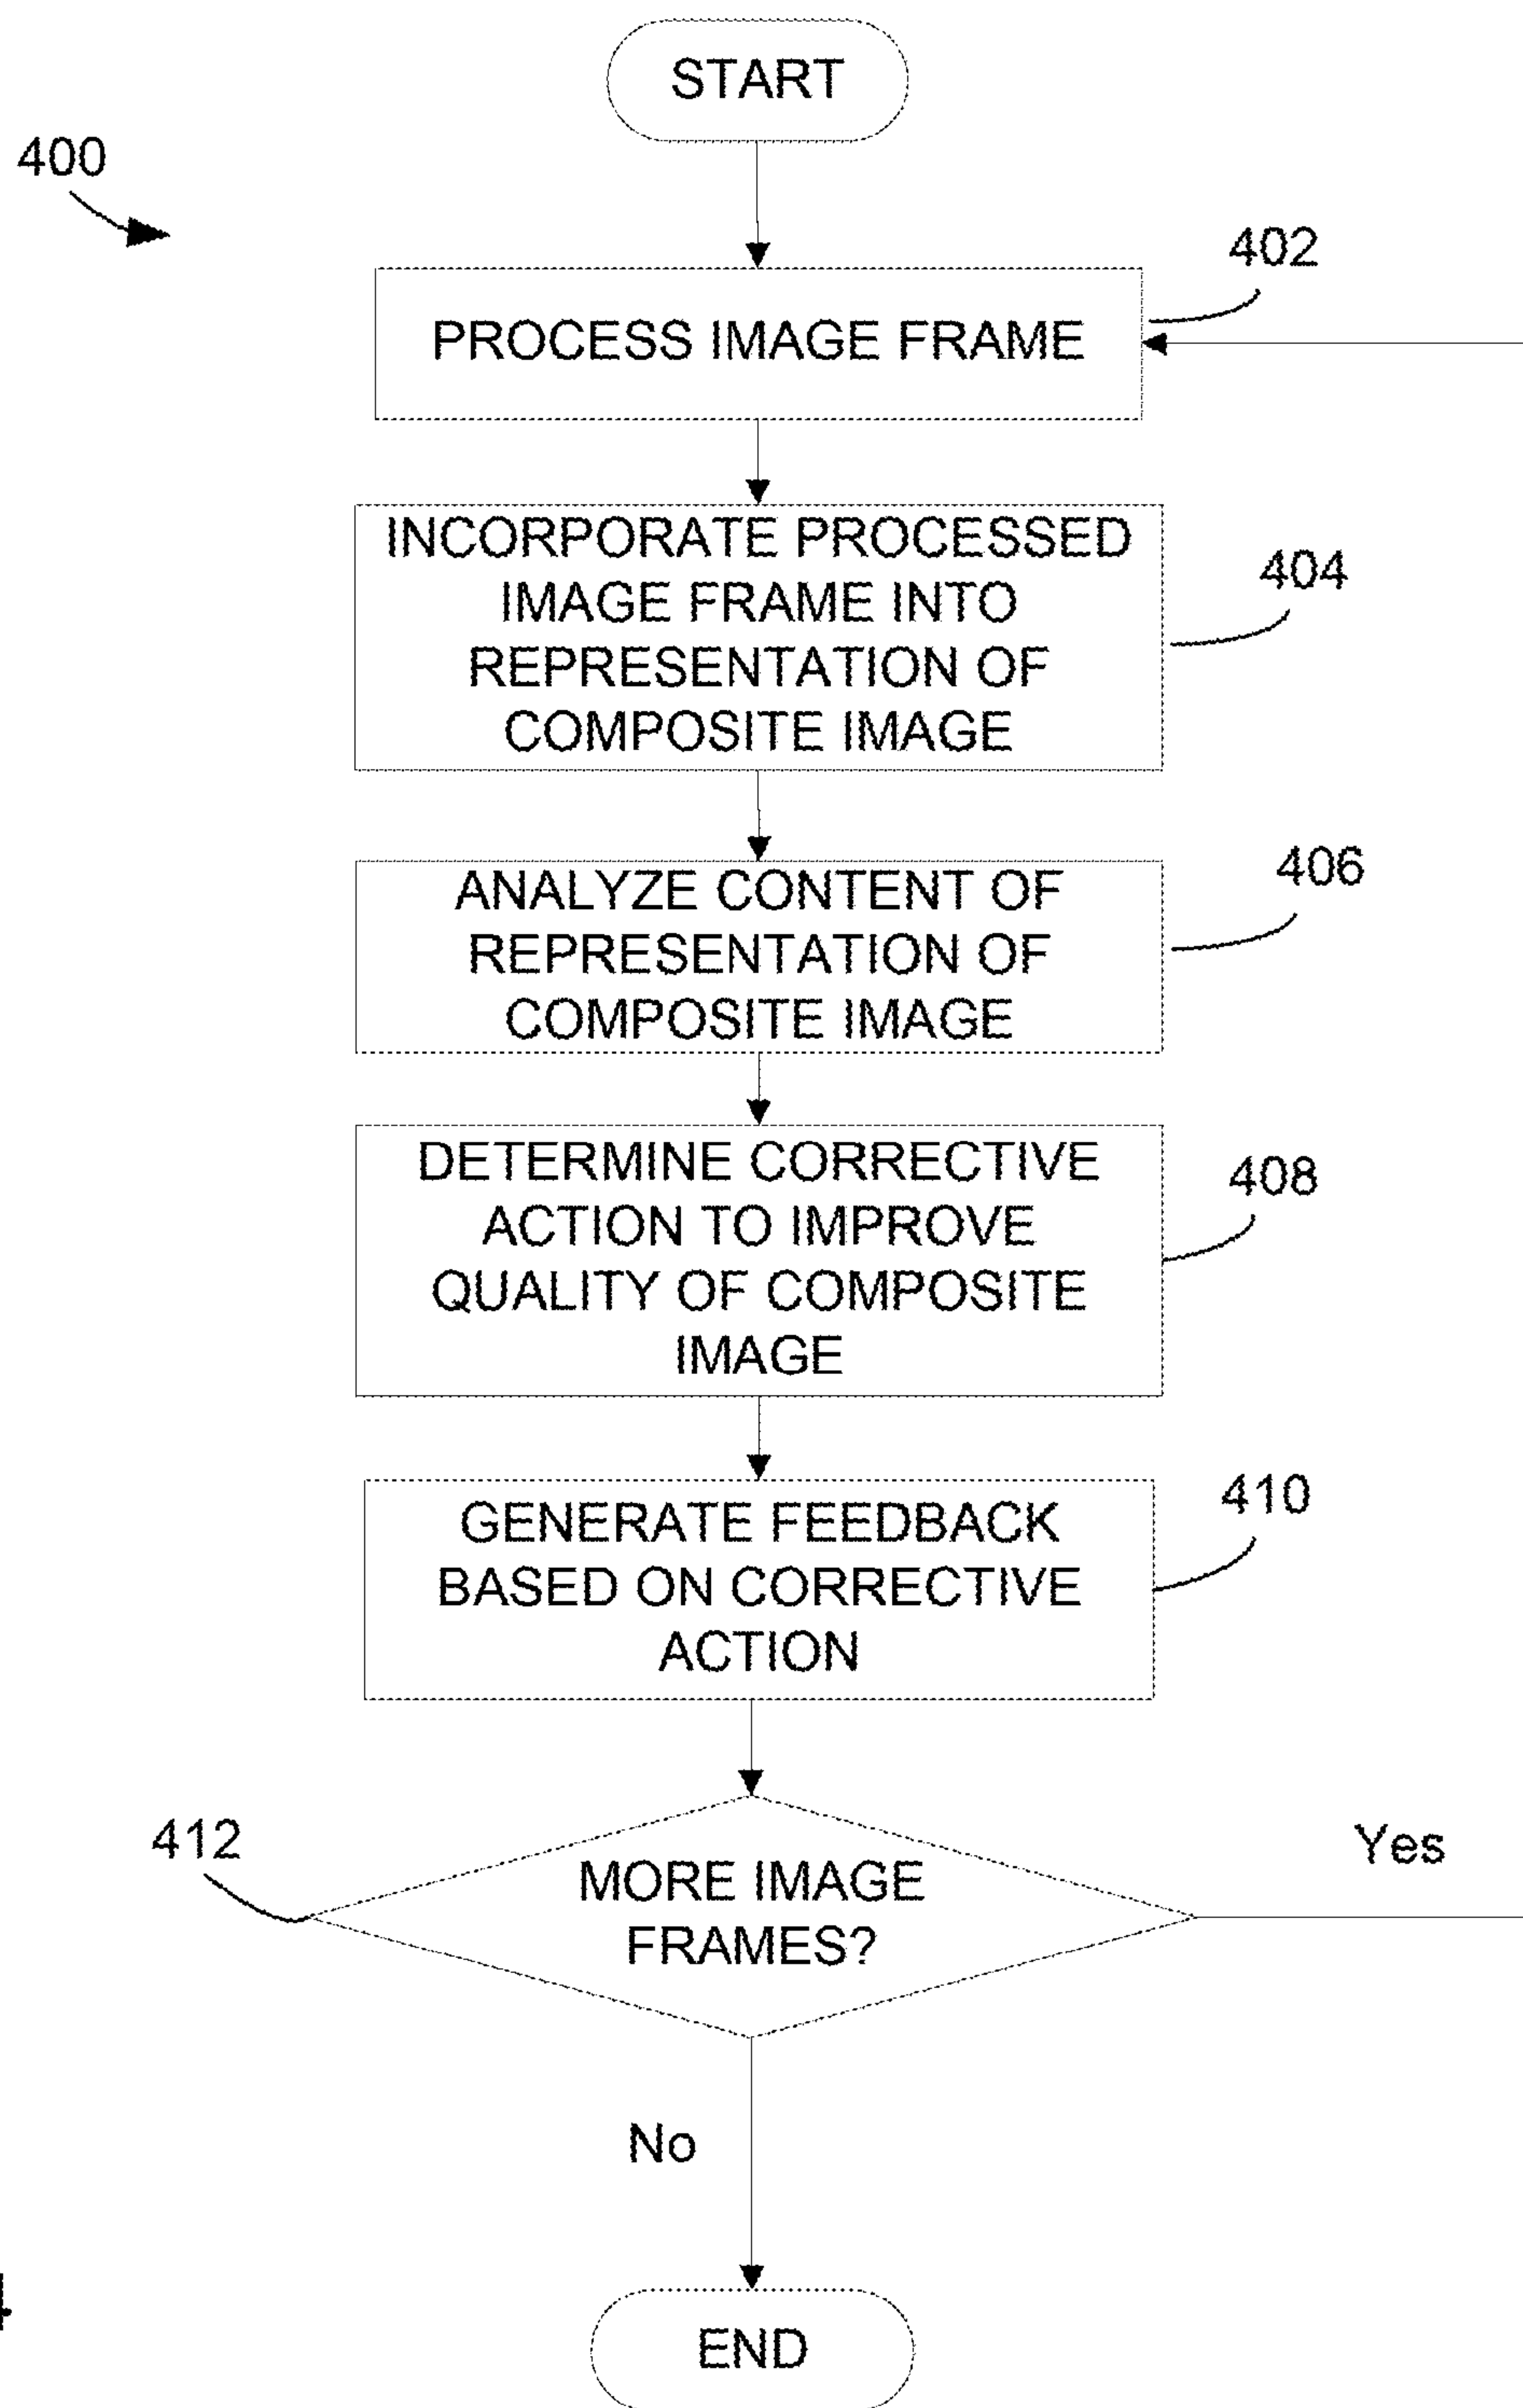 START
400
402
PROCESS IMAGE FRAME
INCORPORATE PROCESSED
IMAGE FRAME INTO
REPRESENTATION OF
COMPOSITE IMAGE
404
ANALYZE CONTENT OF
REPRESENTATION OF
COMPOSITE IMAGE
406
DETERMINE CORRECTIVE
ACTION TO IMPROVE
QUALITY OF COMPOSITE
IMAGE
408
GENERATE FEEDBACK
BASED ON CORRECTIVE
ACTION
410
412
MORE IMAGE
FRAMES?
Yes
No
END